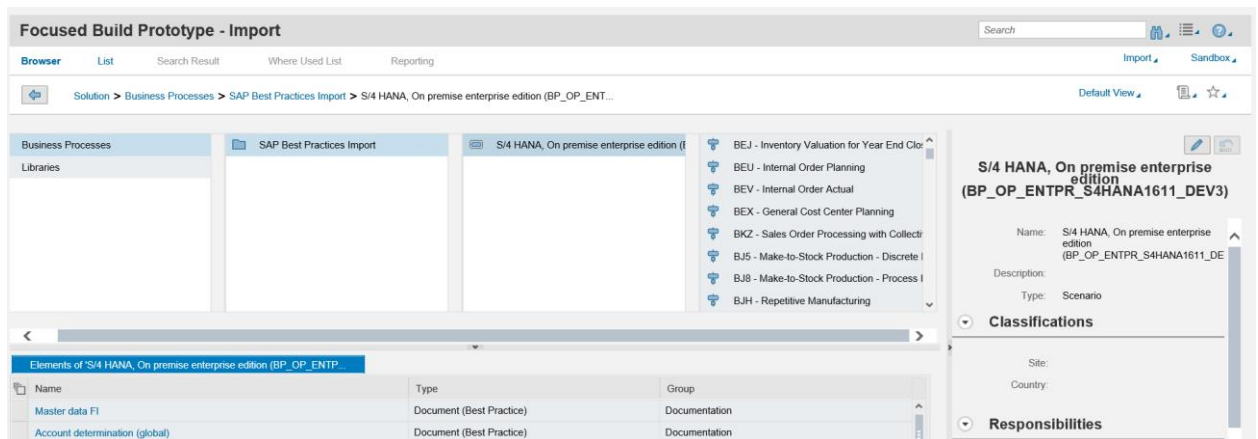 Focused Build Prototype - Import
Search
Browser List Search Result Where Used List Reporting
Import Sandbox
Solution > Business Processes > SAP Best Practices Import > S/4 HANA, On premise enterprise edition (BP_OP_ENT...
Default View
Business Processes
Libraries
SAP Best Practices Import
S/4 HANA, On premise enterprise edition (E
BEJ - Inventory Valuation for Year End Clo
BEU - Internal Order Planning
BEV - Internal Order Actual
BEX - General Cost Center Planning
BKZ - Sales Order Processing with Collecti
BJ5 - Make-to-Stock Production - Discrete
BJ8 - Make-to-Stock Production - Process
BJH - Repetitive Manufacturing
S/4 HANA, On premise enterprise
edition
(BP_OP_ENTPR_S4HANA1611_DEV3)
Name: S/4 HANA, On premise enterprise
edition
(BP_OP_ENTPR_S4HANA1611_DE
Description:
Type: Scenario
Classifications
Site:
Country:
Responsibilities
Elements of 'S/4 HANA, On premise enterprise edition (BP_OP_ENTP...
Name Type Group
Master data FI Document (Best Practice) Documentation
Account determination (global) Document (Best Practice) Documentation